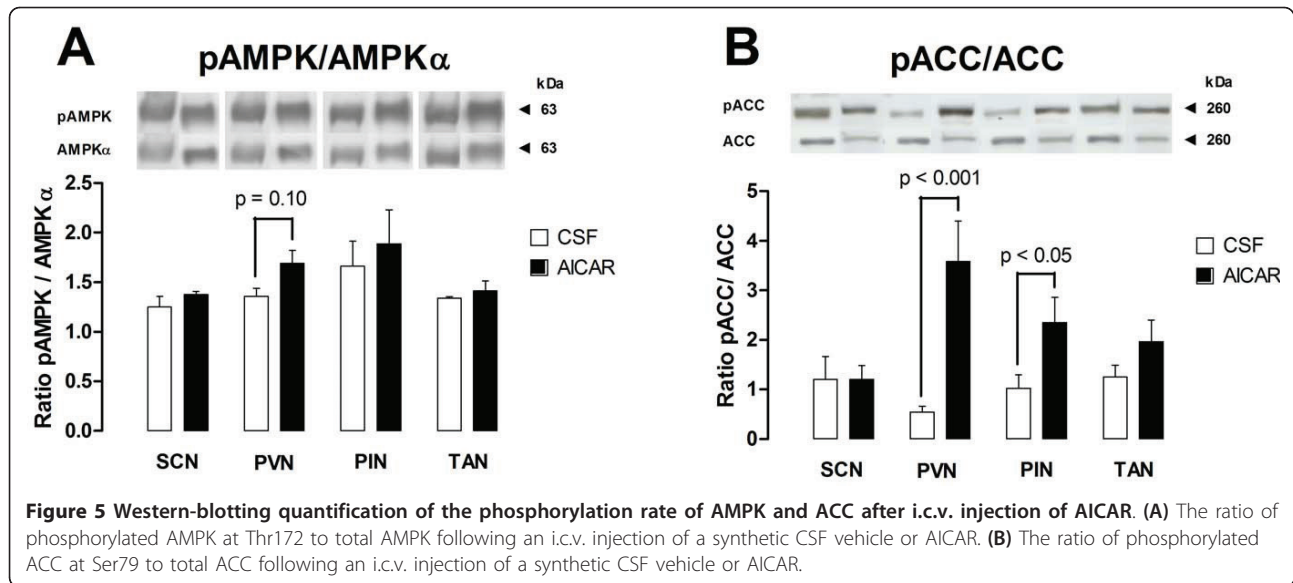 A
pAMPK/AMPKα
kDa
pAMPK
◄ 63
AMPKα
◄ 63
Ratio pAMPK / AMPKα
2.5
2.0
1.5
1.0
0.5
0.0
p = 0.10
CSF
AICAR
SCN PVN PIN TAN
B
pACC/ACC
kDa
pACC
◄ 260
ACC
◄ 260
Ratio pACC/ ACC
5
4
3
2
1
0
p < 0.001
p < 0.05
CSF
AICAR
SCN PVN PIN TAN
Figure 5 Western-blotting quantification of the phosphorylation rate of AMPK and ACC after i.c.v. injection of AICAR. (A) The ratio of
phosphorylated AMPK at Thr172 to total AMPK following an i.c.v. injection of a synthetic CSF vehicle or AICAR. (B) The ratio of phosphorylated
ACC at Ser79 to total ACC following an i.c.v. injection of a synthetic CSF vehicle or AICAR.